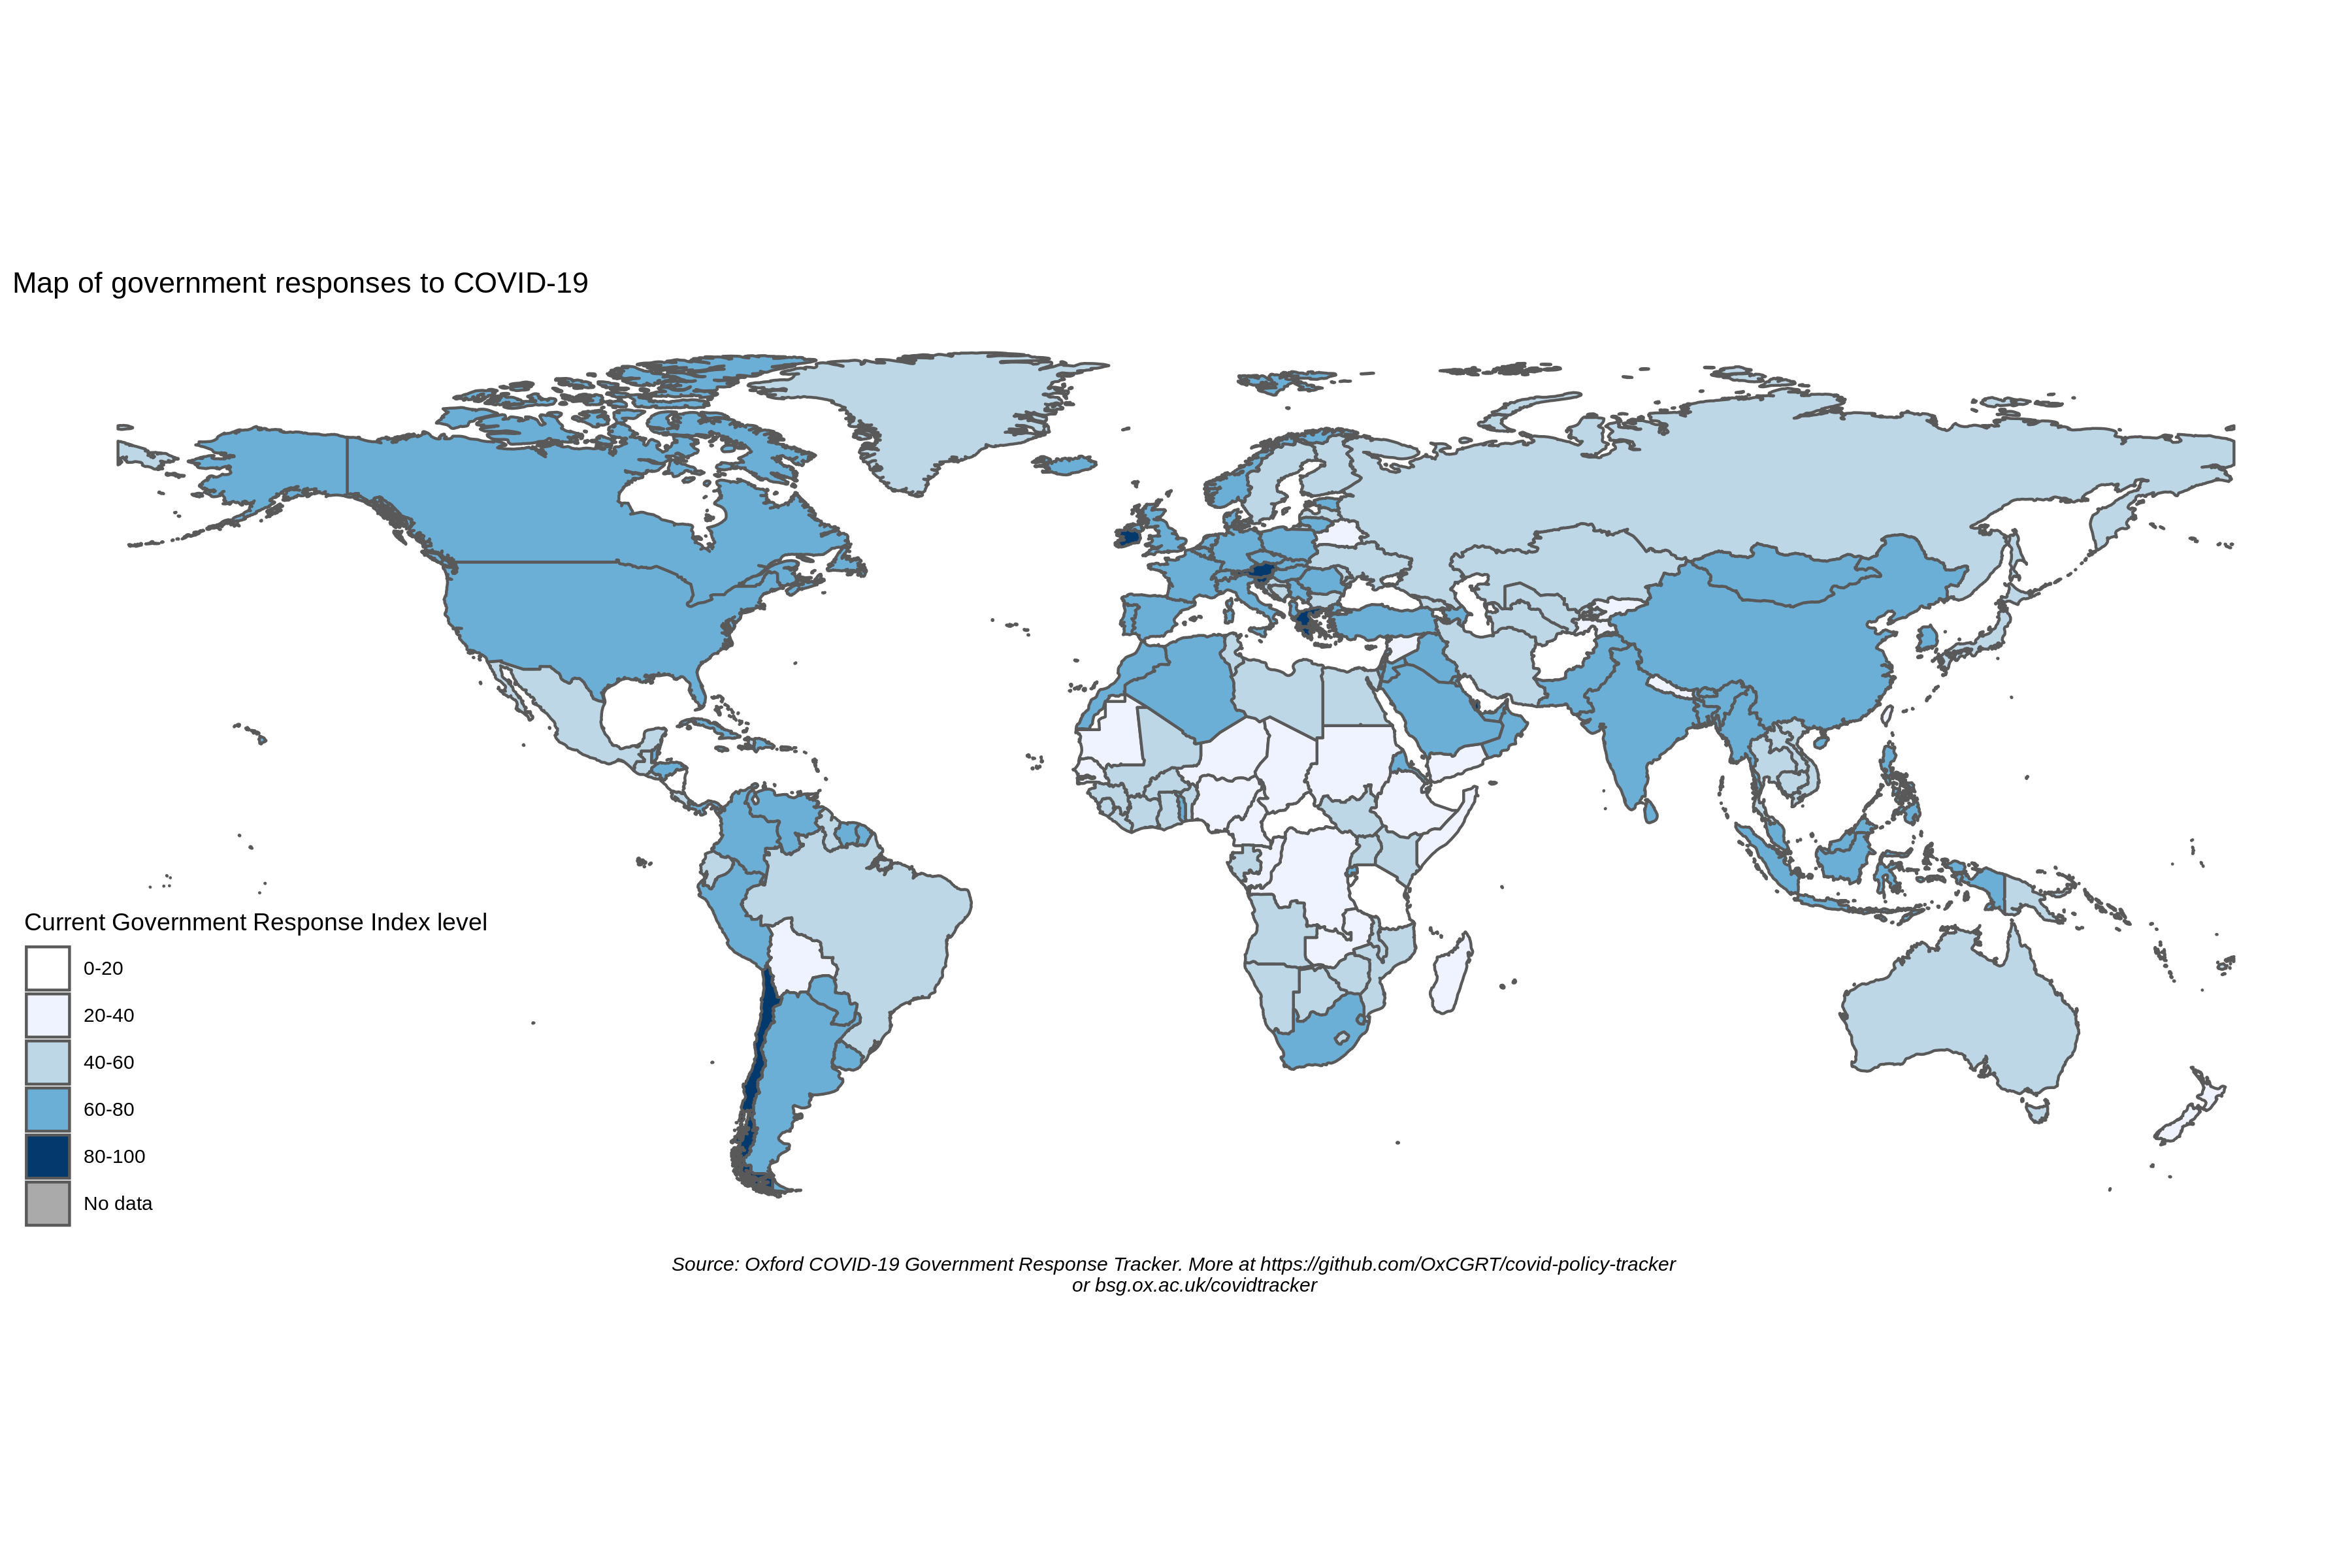 Map of government responses to COVID-19
Current Government Response Index level
0-20
20-40
40-60
60-80
80-100
No data
Source: Oxford COVID-19 Government Response Tracker. More at https://github.com/OxCGRT/covid-policy-tracker
or bsg.ox.ac.uk/covidtracker